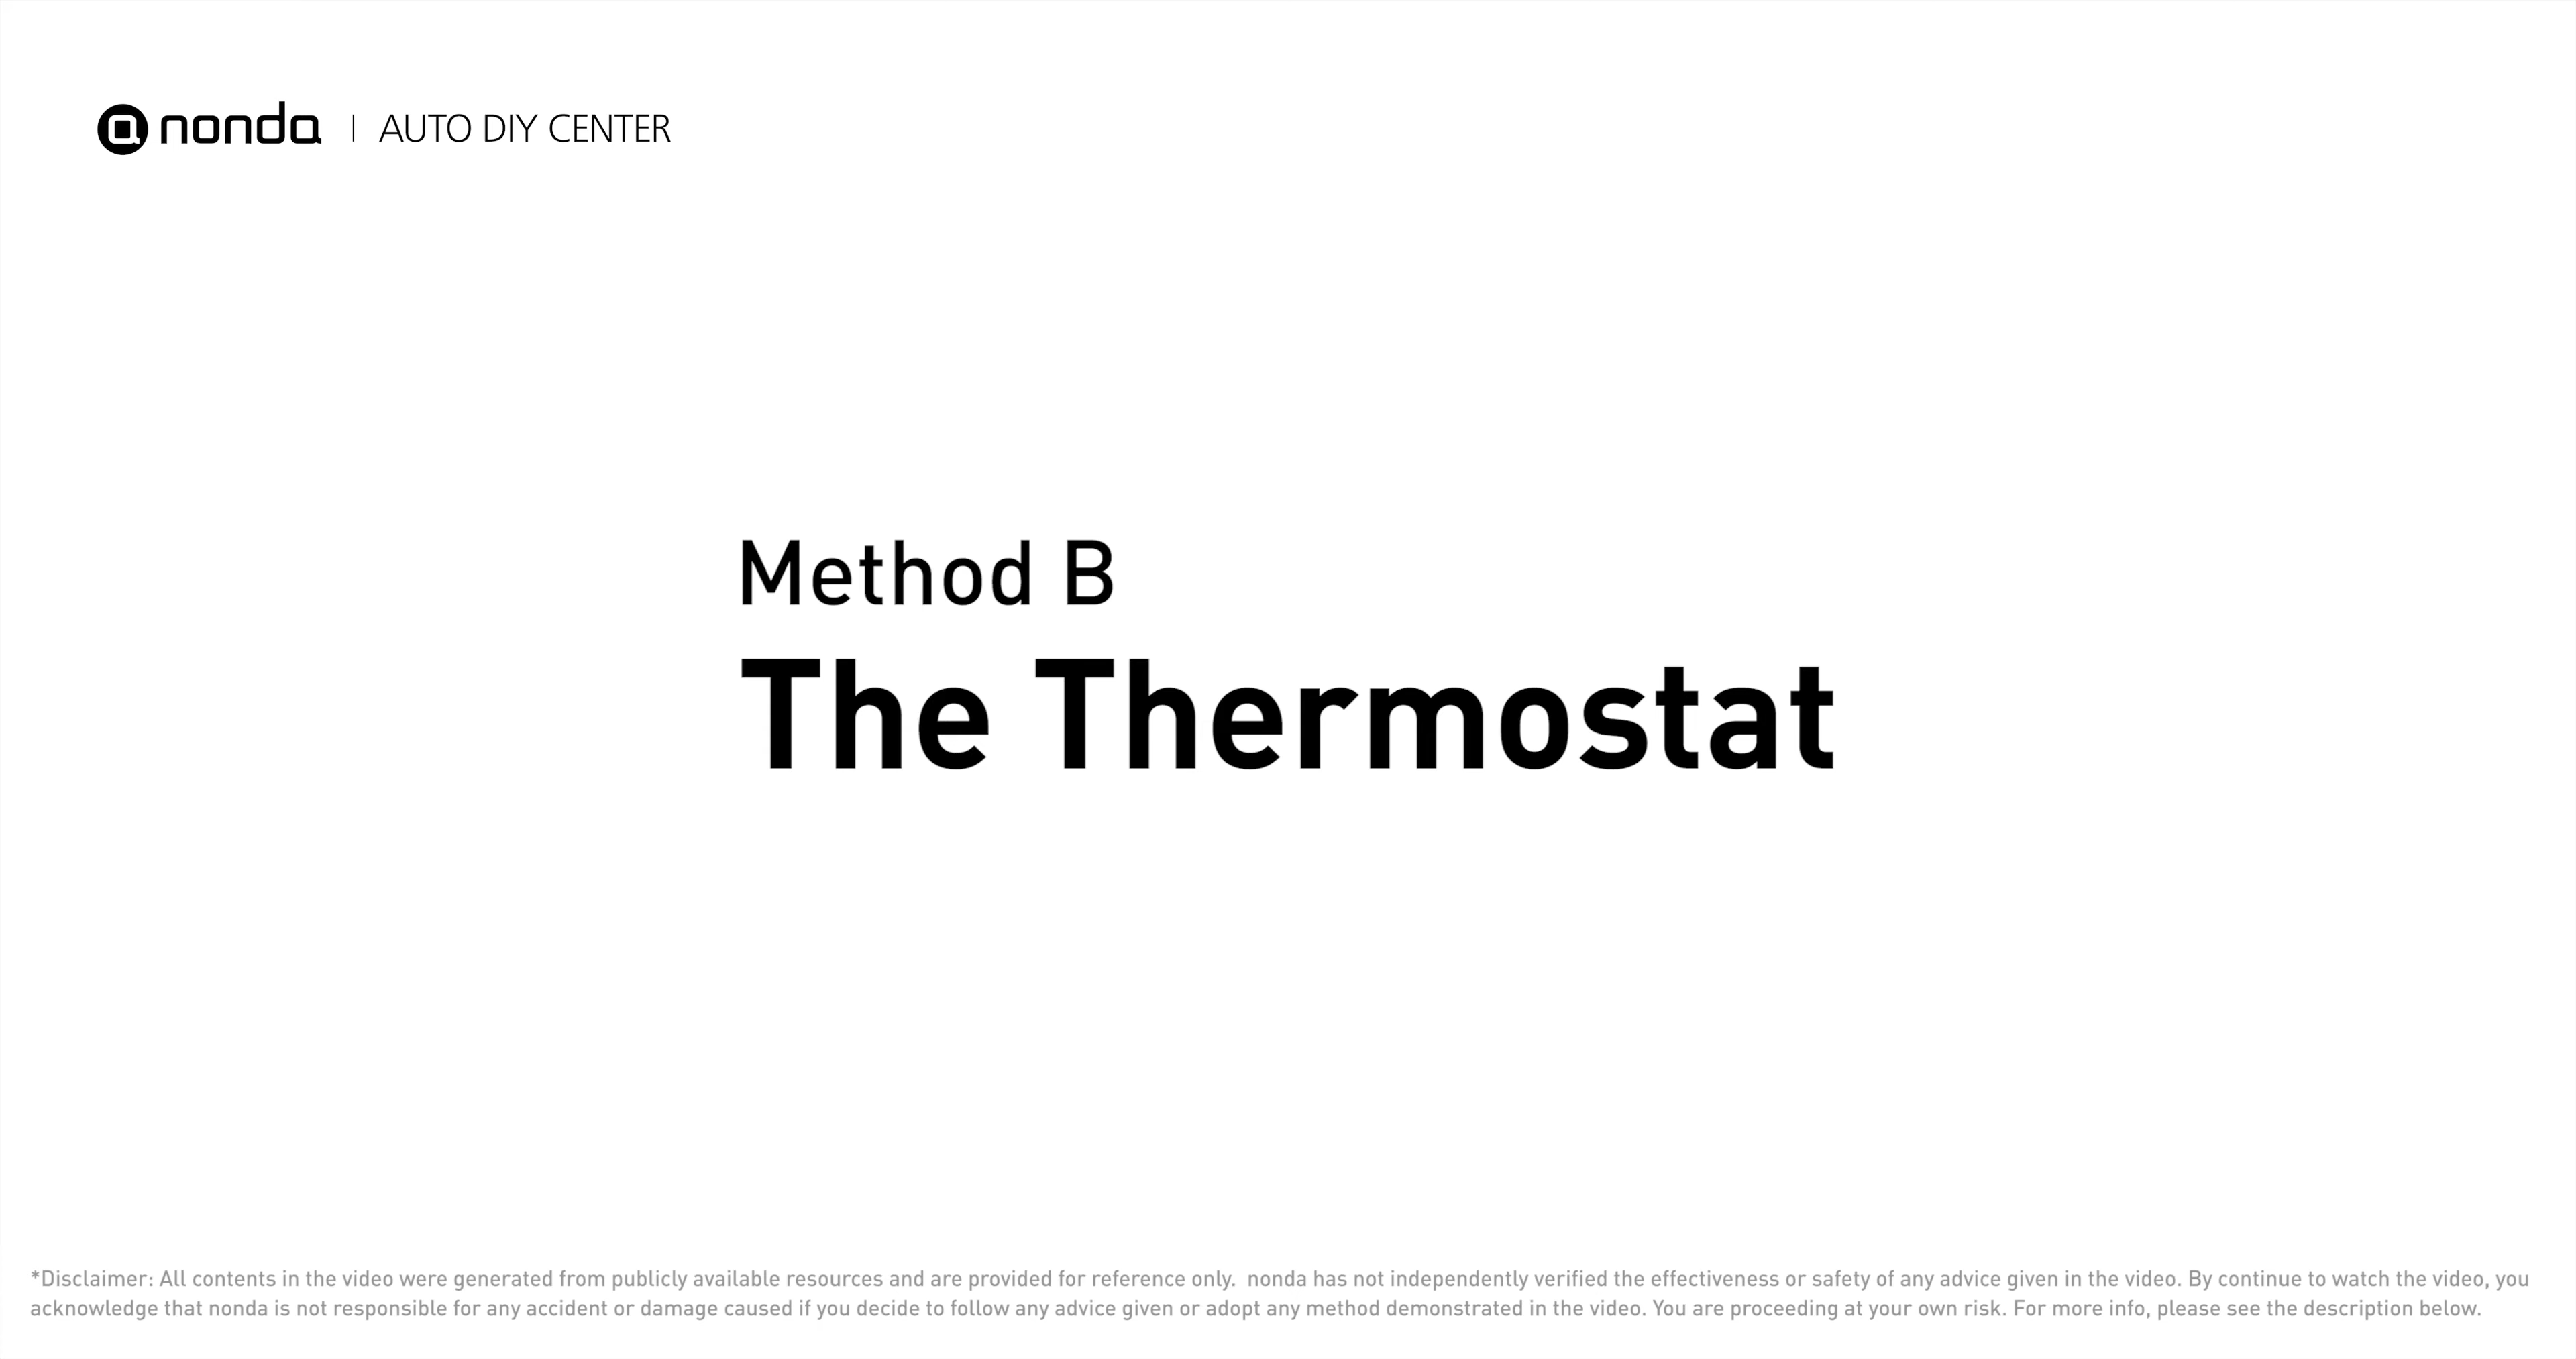 nonda | AUTO DIY CENTER
Method B
The Thermostat
*Disclaimer: All contents in the video were generated from publicly available resources and are provided for reference only.  nonda has not independently verified the effectiveness or safety of any advice given in the video. By continue to watch the video, you
acknowledge that nonda is not responsible for any accident or damage caused if you decide to follow any advice given or adopt any method demonstrated in the video. You are proceeding at your own risk. For more info, please see the description below.